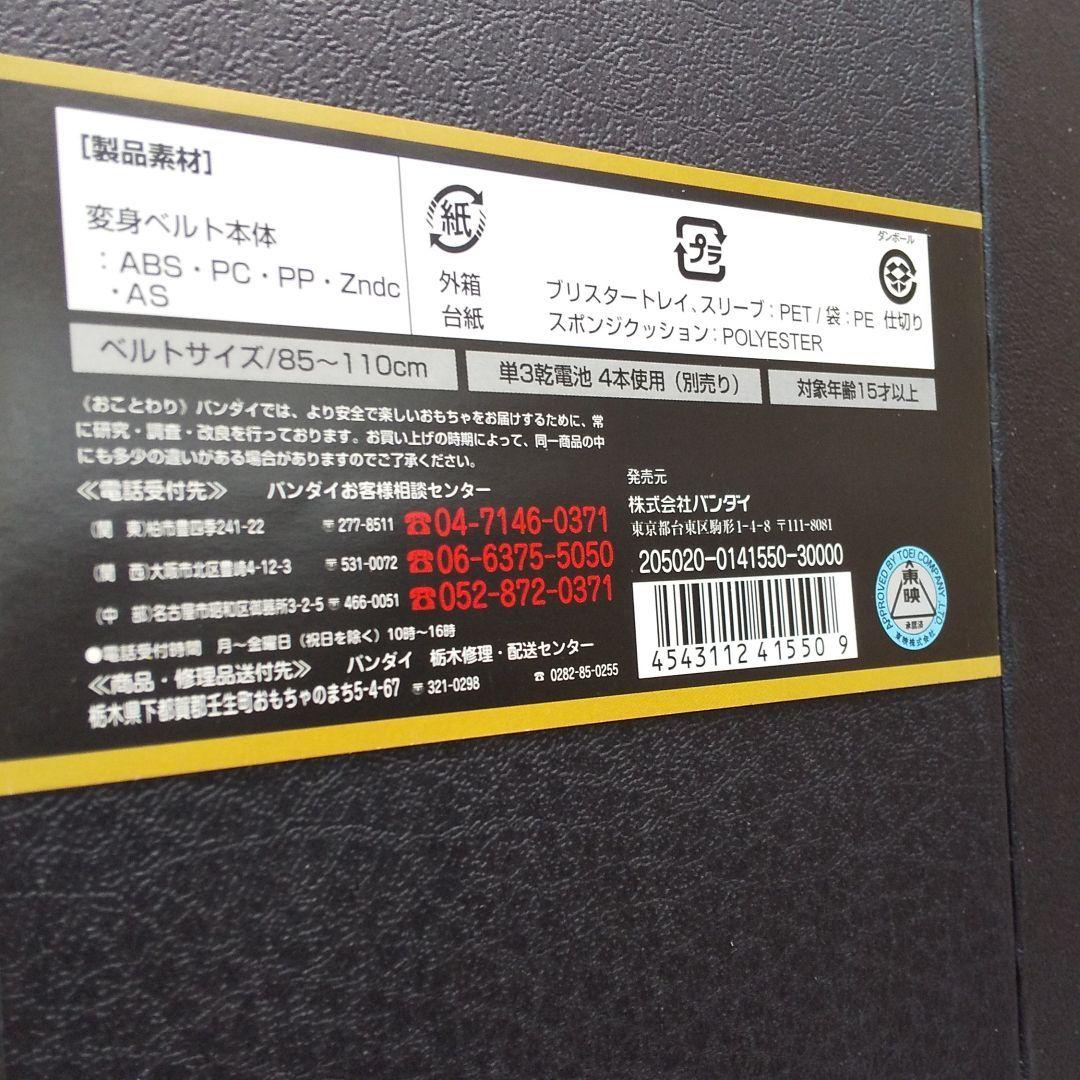 [製品素材]
変身ベルト本体
：ABS・PC・PP・Zndc
・AS
紙
外箱
台紙
プラ
ブリスタートレイ、スリーブ：PET / 袋：PE
スポンジクッション：POLYESTER
ダンボール
仕切り
ベルトサイズ/85〜110cm
単3乾電池 4本使用（別売り）
対象年齢15才以上
《おことわり》バンダイでは、より安全で楽しいおもちゃをお届けするために、常
に研究・調査・改良を行っております。お買い上げの時期によって、同一商品の中
にも多少の違いがある場合がありますのでご了承ください。
≪電話受付先≫ バンダイお客様相談センター
(関 東)柏市豊四季241-22 〒277-8511 ☎04-7146-0371
(関 西)大阪市北区豊崎4-12-3 〒531-0072 ☎06-6375-5050
(中 部)名古屋市昭和区御器所3-2-5 〒466-0051 ☎052-872-0371
●電話受付時間 月〜金曜日（祝日を除く）10時〜16時
≪商品・修理品送付先≫ バンダイ 栃木修理・配送センター
栃木県下都賀郡壬生町おもちゃのまち5-4-67 〒321-0298 ☎ 0282-85-0255
発売元
株式会社バンダイ
東京都台東区駒形1-4-8 〒111-8081
205020-0141550-30000
4543112 415509
APPROVED BY TOEI COMPANY, LTD
東映
承認済
東映株式会社